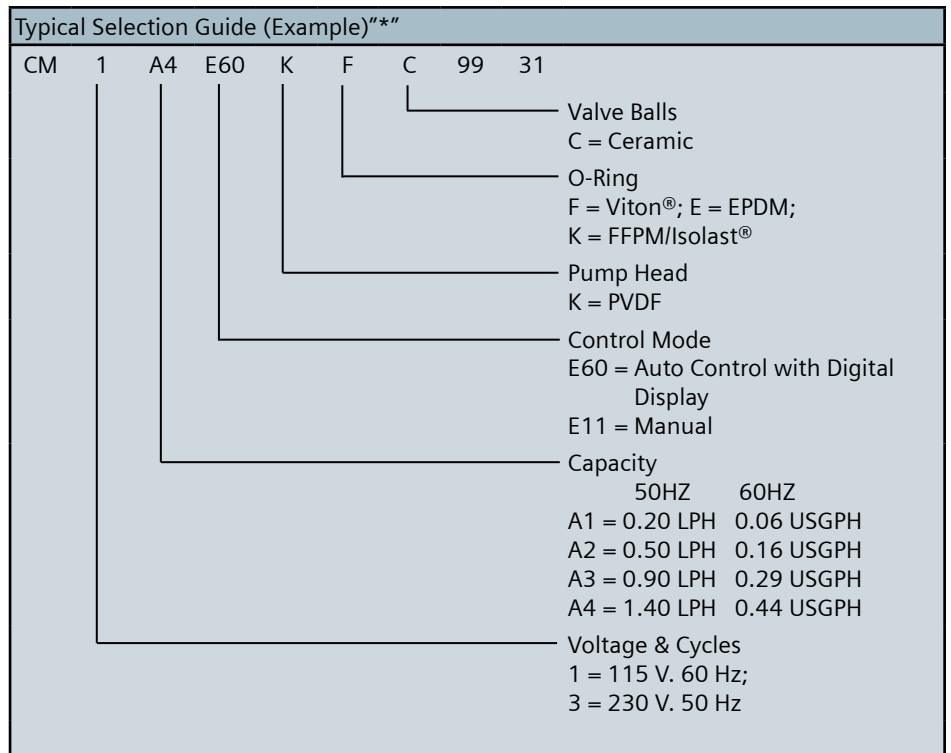 Typical Selection Guide (Example)″*″
CM 1 A4 E60 K F C 99 31
Valve Balls
C = Ceramic
O-Ring
F = Viton®; E = EPDM;
K = FFPM/Isolast®
Pump Head
K = PVDF
Control Mode
E60 = Auto Control with Digital
Display
E11 = Manual
Capacity
50HZ 60HZ
A1 = 0.20 LPH 0.06 USGPH
A2 = 0.50 LPH 0.16 USGPH
A3 = 0.90 LPH 0.29 USGPH
A4 = 1.40 LPH 0.44 USGPH
Voltage & Cycles
1 = 115 V. 60 Hz;
3 = 230 V. 50 Hz